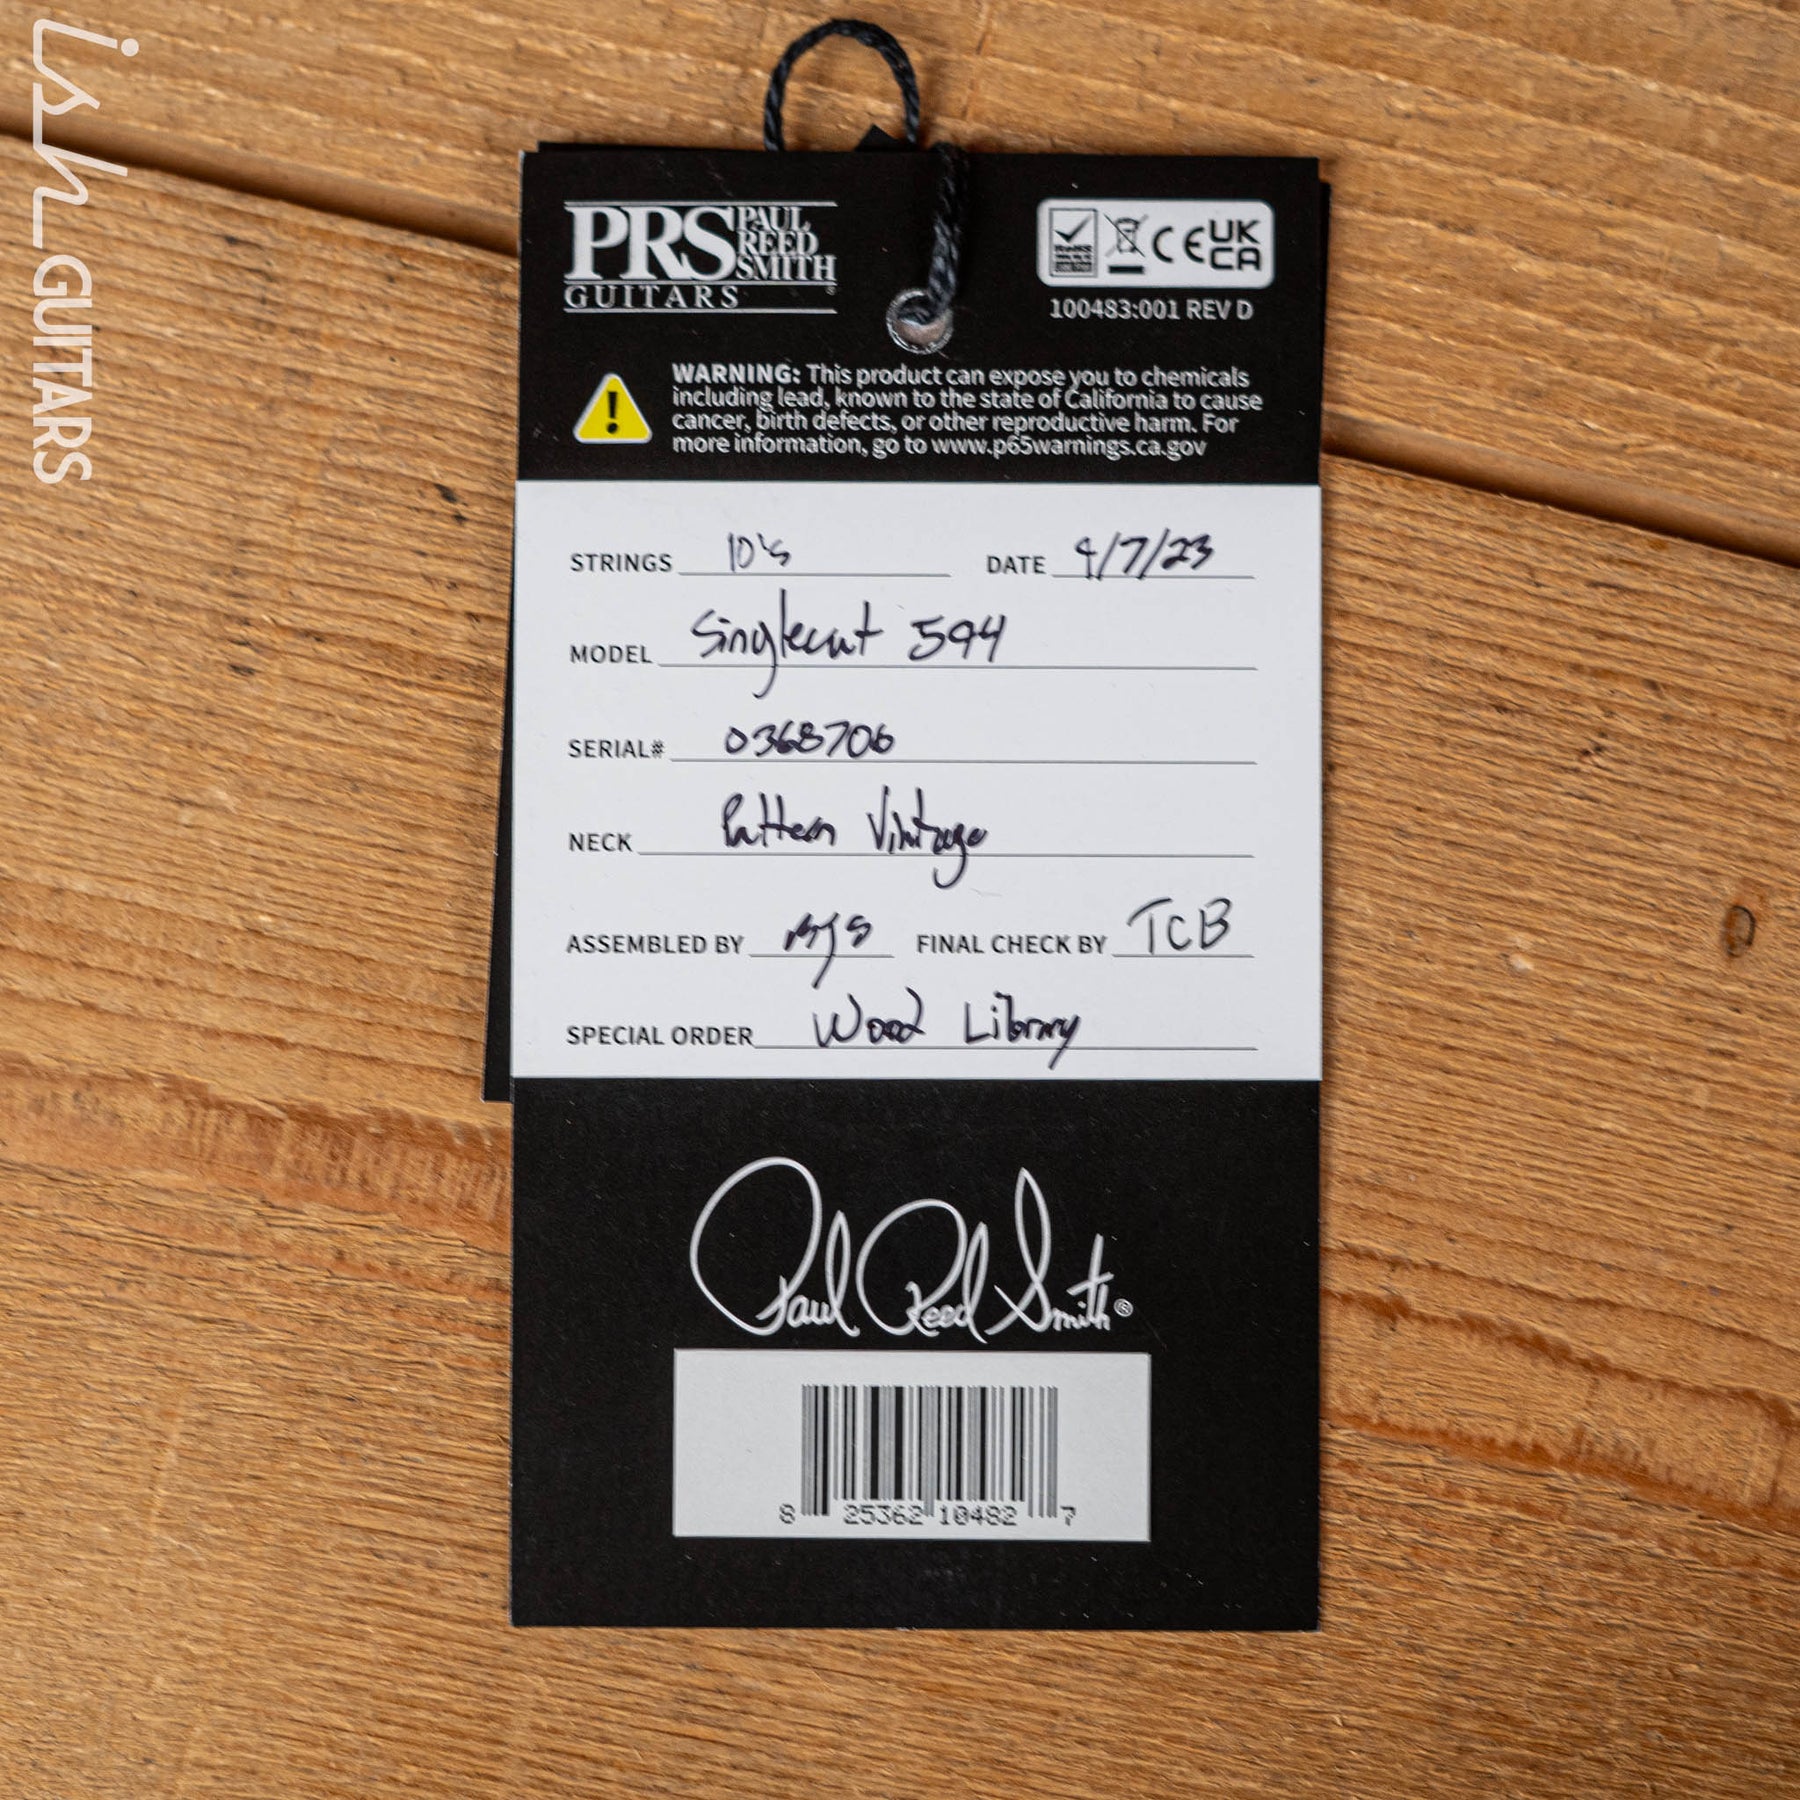 ish GUITARS
PRS PAUL REED SMITH
GUITARS
CE UK CA
100483:001 REV D
WARNING: This product can expose you to chemicals
including lead, known to the state of California to cause
cancer, birth defects, or other reproductive harm. For
more information, go to www.p65warnings.ca.gov
STRINGS 10's DATE 4/7/23
MODEL Singlecut 594
SERIAL# 0368706
NECK Pattern Vintage
ASSEMBLED BY MJS FINAL CHECK BY TCB
SPECIAL ORDER Wood Library
Paul Reed Smith®
8 25362 10482 7